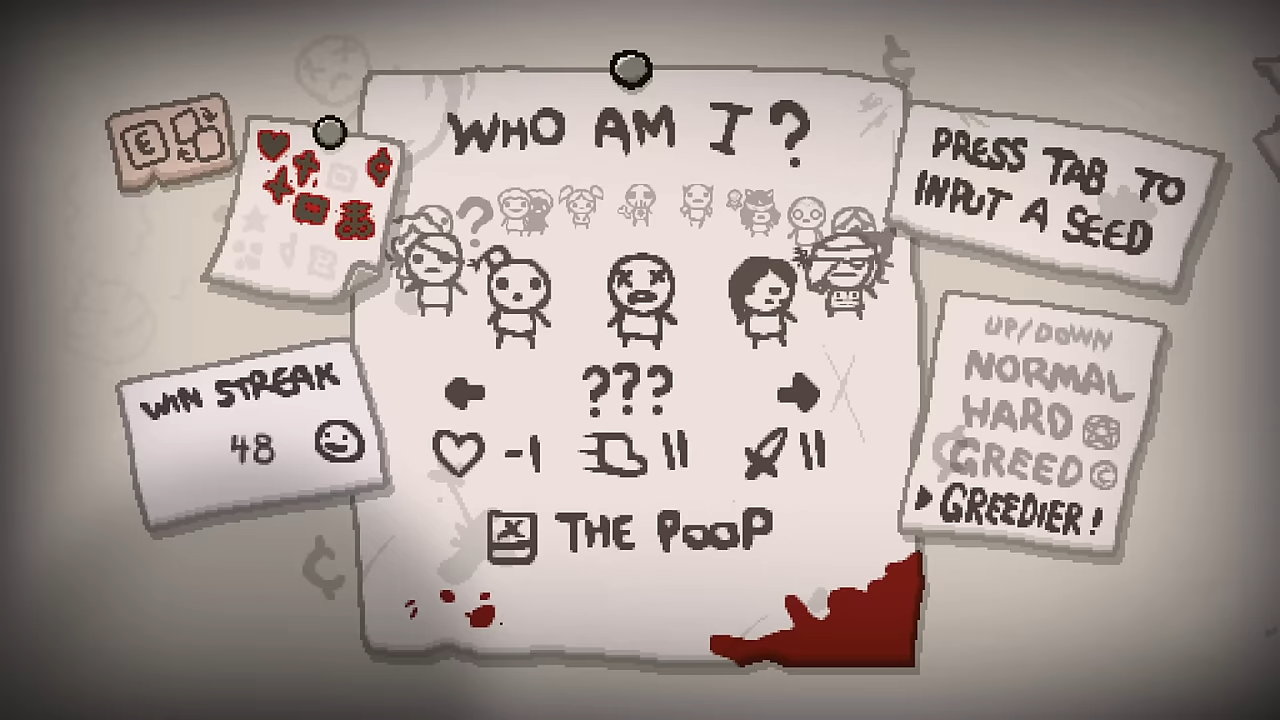 WHO AM I?
PRESS TAB TO
INPUT A SEED
WIN STREAK
48
???
-1
THE POOP
UP/DOWN
NORMAL
HARD
GREED
GREEDIER!